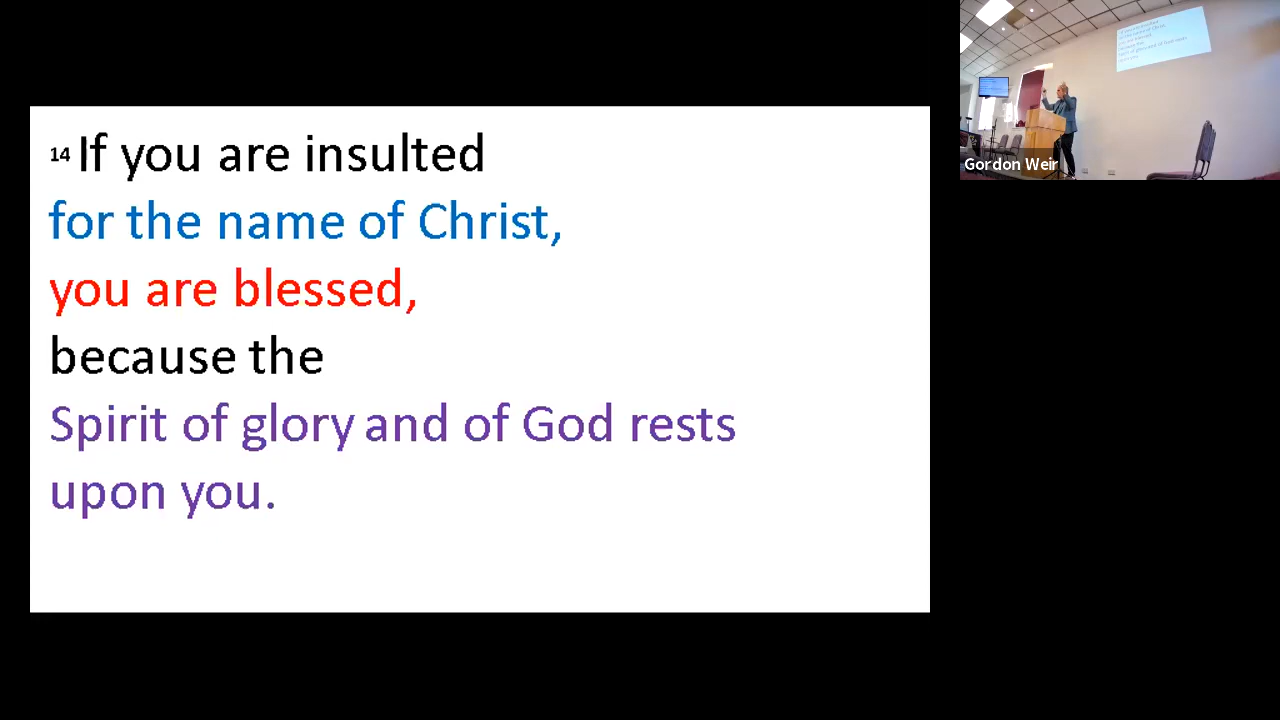 14 If you are insulted
for the name of Christ,
you are blessed,
because the
Spirit of glory and of God rests
upon you.
Gordon Weir